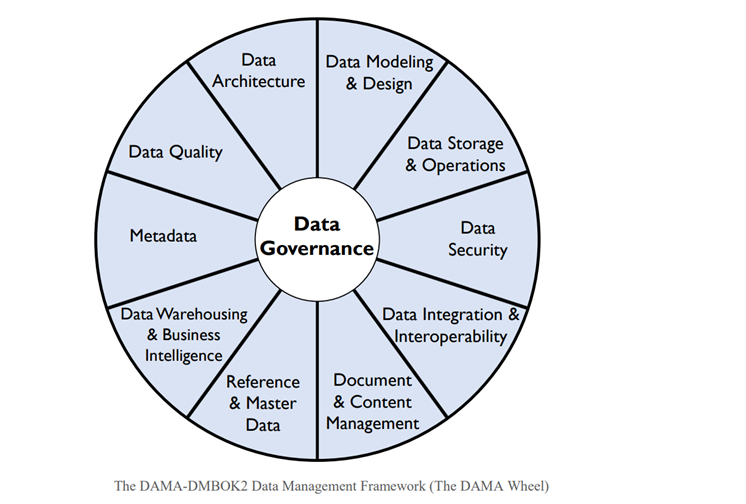 Data
Architecture
Data Modeling
& Design
Data Storage
& Operations
Data
Security
Data Integration &
Interoperability
Document
& Content
Management
Reference
& Master
Data
Data Warehousing
& Business
Intelligence
Metadata
Data Quality
Data
Governance
The DAMA-DMBOK2 Data Management Framework (The DAMA Wheel)